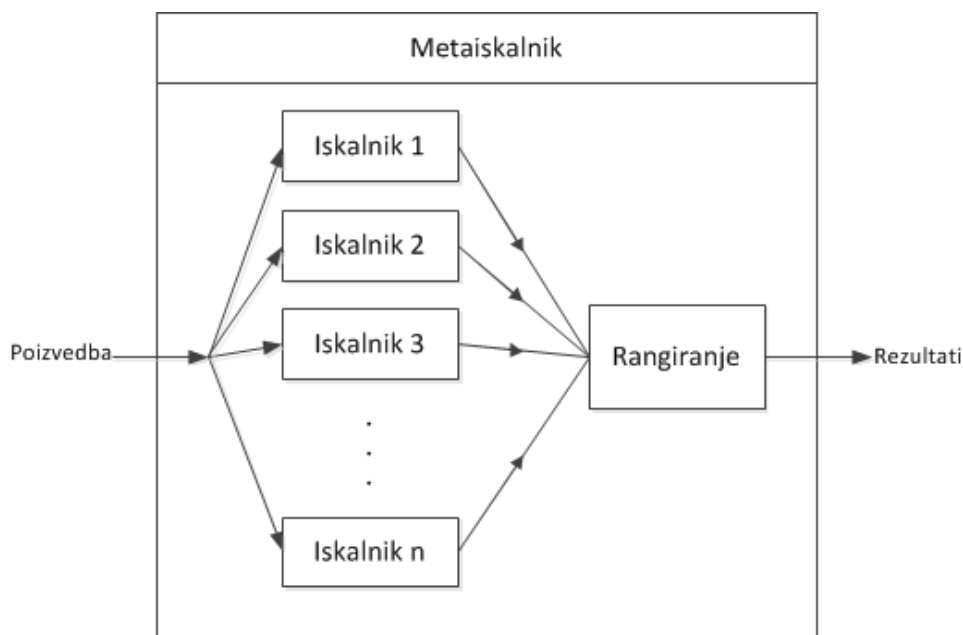 Metaiskalnik
Iskalnik 1
Iskalnik 2
Iskalnik 3
Poizvedba
Rangiranje
Rezultati
.
.
.
Iskalnik n